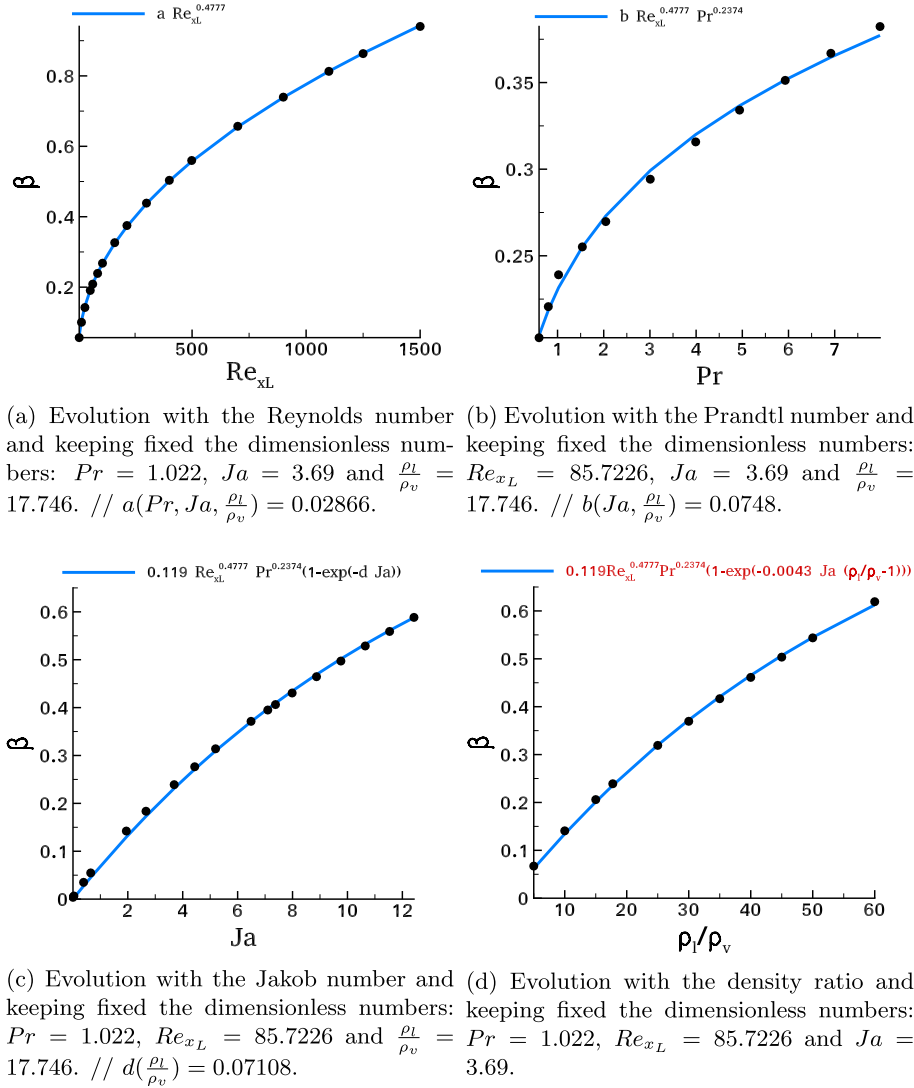 a Re_xL^0.4777
0.8
0.6
0.4
0.2
β
500 1000 1500
Re_xL
(a) Evolution with the Reynolds number
and keeping fixed the dimensionless num-
bers: Pr = 1.022, Ja = 3.69 and ρ_l/ρ_v =
17.746. // a(Pr, Ja, ρ_l/ρ_v) = 0.02866.
b Re_xL^0.4777 Pr^0.2374
0.35
0.3
0.25
β
1 2 3 4 5 6 7
Pr
(b) Evolution with the Prandtl number and
keeping fixed the dimensionless numbers:
Re_{x_L} = 85.7226, Ja = 3.69 and ρ_l/ρ_v =
17.746. // b(Ja, ρ_l/ρ_v) = 0.0748.
0.119 Re_xL^0.4777 Pr^0.2374(1-exp(-d Ja))
0.6
0.5
0.4
0.3
0.2
0.1
0
β
2 4 6 8 10 12
Ja
(c) Evolution with the Jakob number and
keeping fixed the dimensionless numbers:
Pr = 1.022, Re_{x_L} = 85.7226 and ρ_l/ρ_v =
17.746. // d(ρ_l/ρ_v) = 0.07108.
0.119Re_xL^0.4777Pr^0.2374(1-exp(-0.0043 Ja (ρ_l/ρ_v-1)))
0.6
0.5
0.4
0.3
0.2
0.1
0
β
10 20 30 40 50 60
ρ_l/ρ_v
(d) Evolution with the density ratio and
keeping fixed the dimensionless numbers:
Pr = 1.022, Re_{x_L} = 85.7226 and Ja =
3.69.